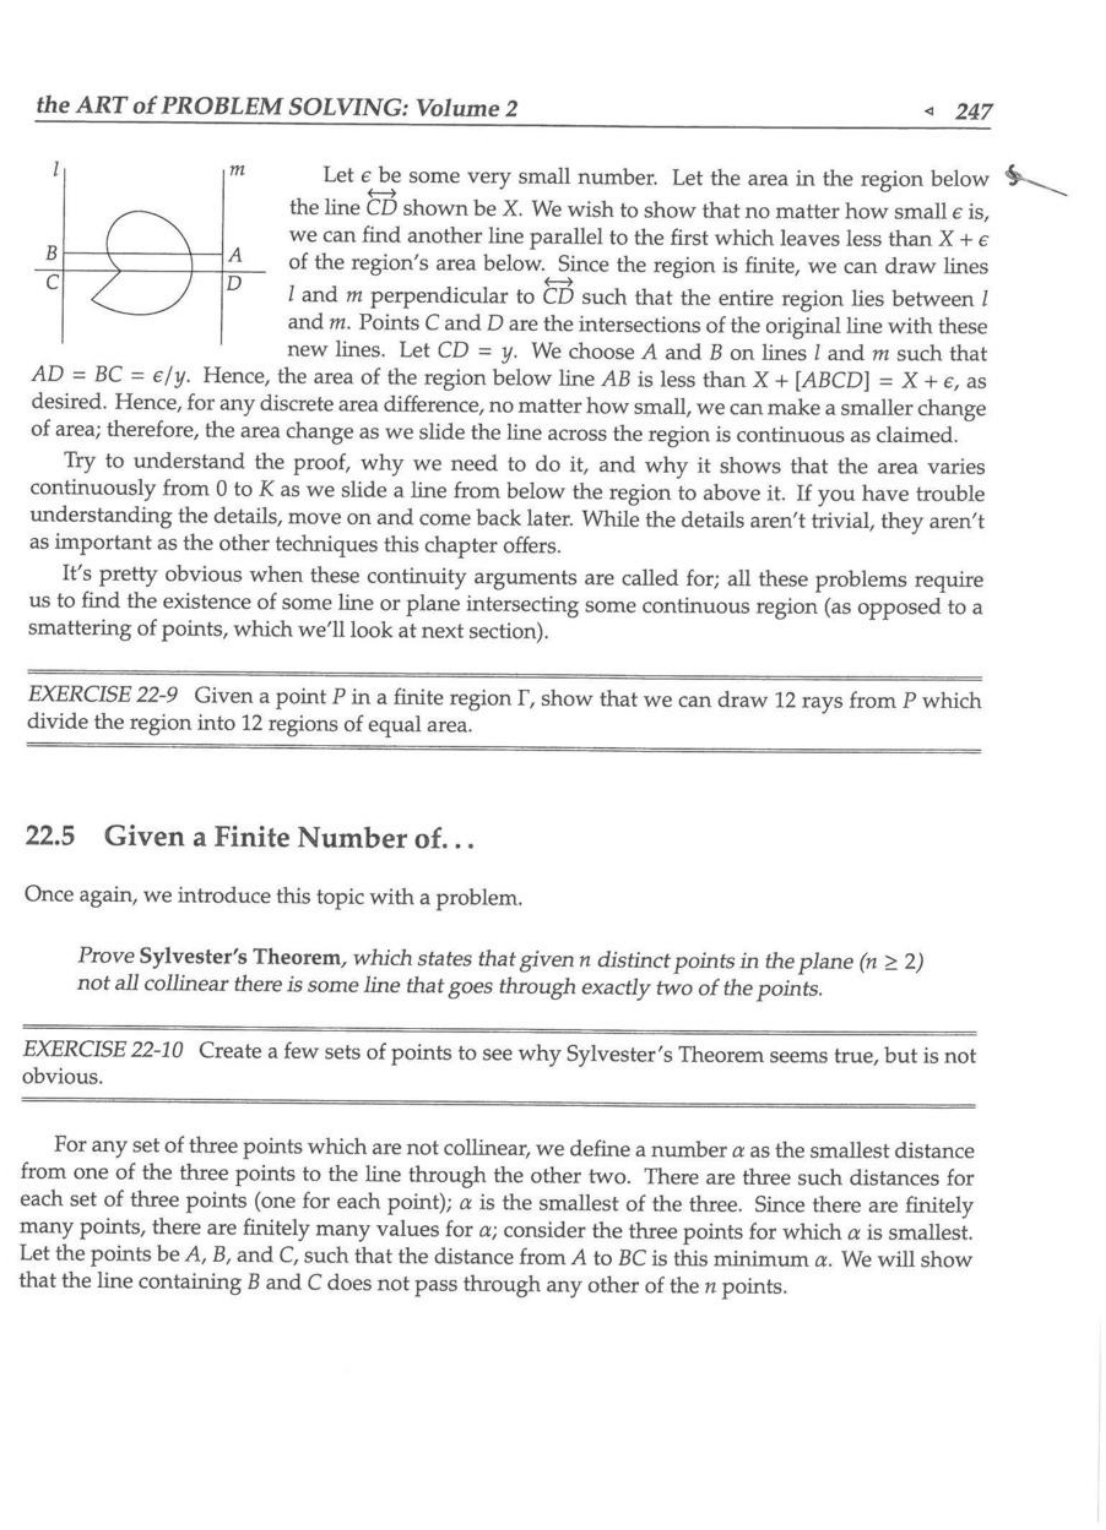 the ART of PROBLEM SOLVING: Volume 2 ◃ 247
l m
B A
C D
Let ϵ be some very small number. Let the area in the region below
the line CD shown be X. We wish to show that no matter how small ϵ is,
we can find another line parallel to the first which leaves less than X + ϵ
of the region's area below. Since the region is finite, we can draw lines
l and m perpendicular to CD such that the entire region lies between l
and m. Points C and D are the intersections of the original line with these
new lines. Let CD = y. We choose A and B on lines l and m such that
AD = BC = ϵ/y. Hence, the area of the region below line AB is less than X + [ABCD] = X + ϵ, as
desired. Hence, for any discrete area difference, no matter how small, we can make a smaller change
of area; therefore, the area change as we slide the line across the region is continuous as claimed.
Try to understand the proof, why we need to do it, and why it shows that the area varies
continuously from 0 to K as we slide a line from below the region to above it. If you have trouble
understanding the details, move on and come back later. While the details aren't trivial, they aren't
as important as the other techniques this chapter offers.
It's pretty obvious when these continuity arguments are called for; all these problems require
us to find the existence of some line or plane intersecting some continuous region (as opposed to a
smattering of points, which we'll look at next section).
EXERCISE 22-9 Given a point P in a finite region Γ, show that we can draw 12 rays from P which
divide the region into 12 regions of equal area.
22.5 Given a Finite Number of...
Once again, we introduce this topic with a problem.
Prove Sylvester's Theorem, which states that given n distinct points in the plane (n ≥ 2)
not all collinear there is some line that goes through exactly two of the points.
EXERCISE 22-10 Create a few sets of points to see why Sylvester's Theorem seems true, but is not
obvious.
For any set of three points which are not collinear, we define a number α as the smallest distance
from one of the three points to the line through the other two. There are three such distances for
each set of three points (one for each point); α is the smallest of the three. Since there are finitely
many points, there are finitely many values for α; consider the three points for which α is smallest.
Let the points be A, B, and C, such that the distance from A to BC is this minimum α. We will show
that the line containing B and C does not pass through any other of the n points.